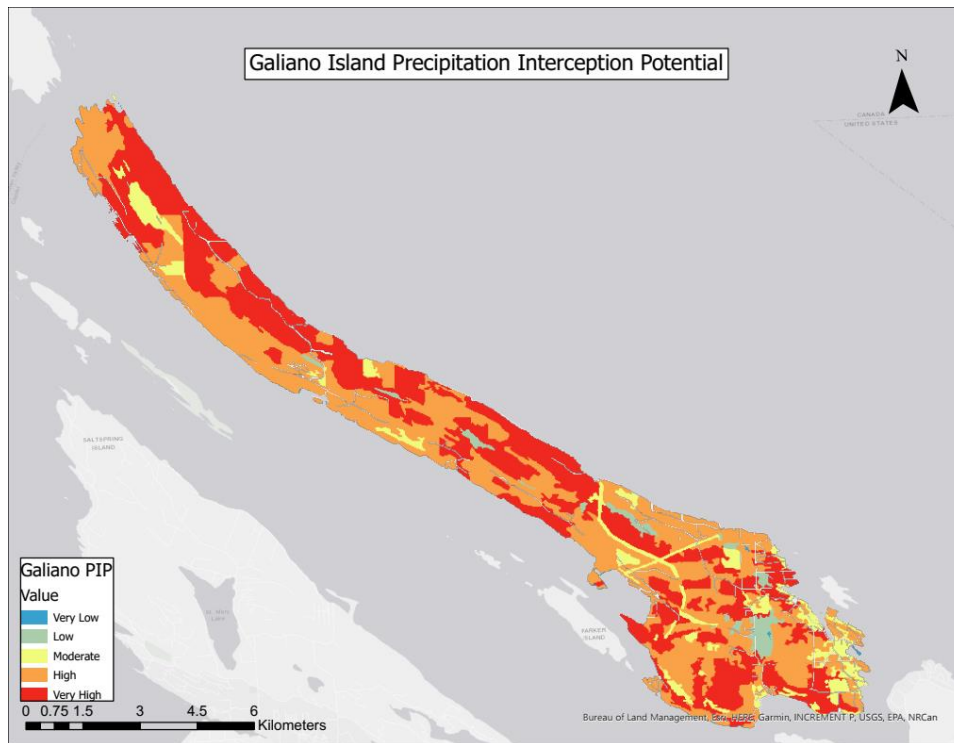 Galiano Island Precipitation Interception Potential
N
CANADA
UNITED STATES
SALTSPRING
ISLAND
PARKER
ISLAND
Galiano PIP
Value
Very Low
Low
Moderate
High
Very High
0 0.75 1.5 3 4.5 6
Kilometers
Bureau of Land Management, Esri, HERE, Garmin, INCREMENT P, USGS, EPA, NRCan